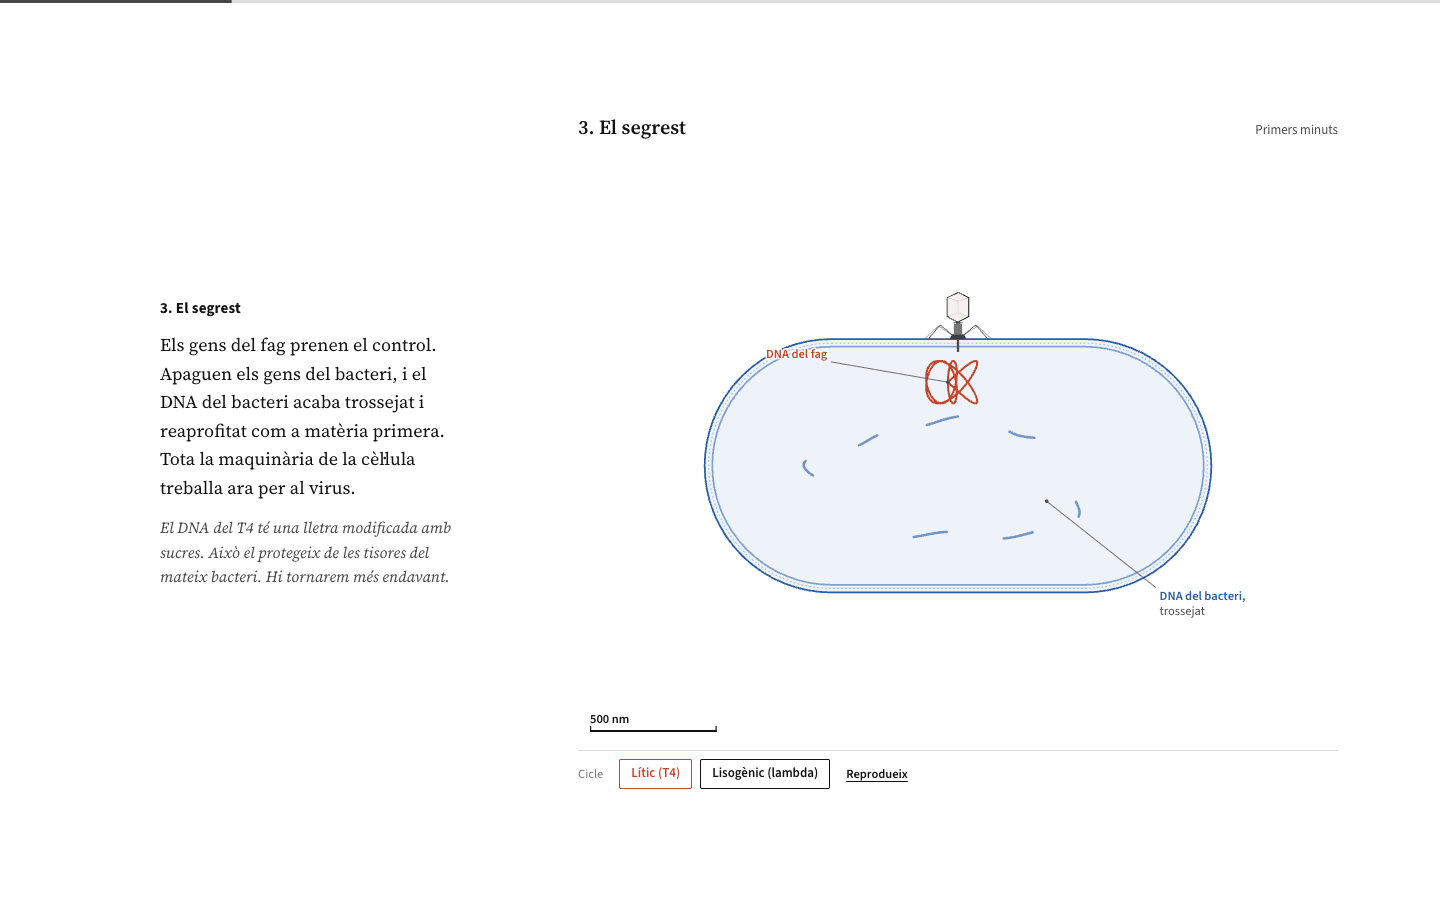 3. El segrest
Primers minuts
3. El segrest
Els gens del fag prenen el control.
Apaguen els gens del bacteri, i el
DNA del bacteri acaba trossejat i
reaprofitat com a matèria primera.
Tota la maquinària de la cèl·lula
treballa ara per al virus.
El DNA del T4 té una lletra modificada amb
sucres. Això el protegeix de les tisores del
mateix bacteri. Hi tornarem més endavant.
DNA del fag
DNA del bacteri,
trossejat
500 nm
Cicle
Lític (T4)
Lisogènic (lambda)
Reprodueix